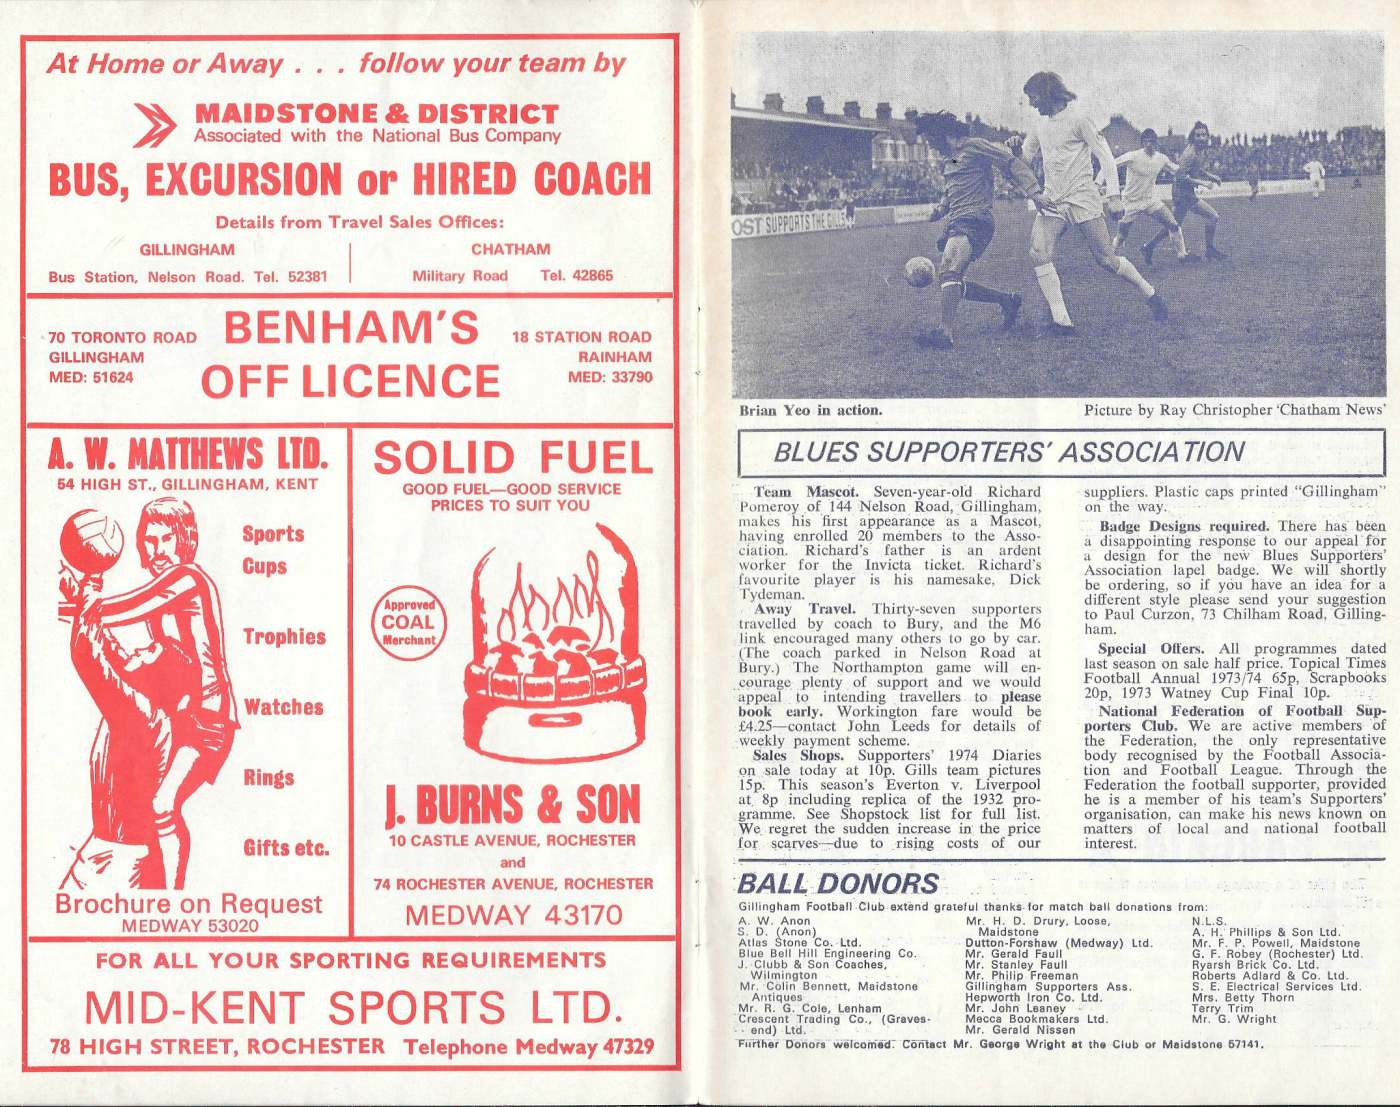 At Home or Away . . . follow your team by
MAIDSTONE & DISTRICT
Associated with the National Bus Company
BUS, EXCURSION or HIRED COACH
Details from Travel Sales Offices:
GILLINGHAM
Bus Station, Nelson Road. Tel. 52381
CHATHAM
Military Road Tel. 42865
70 TORONTO ROAD
GILLINGHAM
MED: 51624
BENHAM'S
OFF LICENCE
18 STATION ROAD
RAINHAM
MED: 33790
A. W. MATTHEWS LTD.
54 HIGH ST., GILLINGHAM, KENT
Sports
Cups
Trophies
Watches
Rings
Gifts etc.
Brochure on Request
MEDWAY 53020
SOLID FUEL
GOOD FUEL—GOOD SERVICE
PRICES TO SUIT YOU
Approved
COAL
Merchant
J. BURNS & SON
10 CASTLE AVENUE, ROCHESTER
and
74 ROCHESTER AVENUE, ROCHESTER
MEDWAY 43170
FOR ALL YOUR SPORTING REQUIREMENTS
MID-KENT SPORTS LTD.
78 HIGH STREET, ROCHESTER Telephone Medway 47329
OST SUPPORTS THE GILLS
Brian Yeo in action.
Picture by Ray Christopher 'Chatham News'
BLUES SUPPORTERS' ASSOCIATION
Team Mascot. Seven-year-old Richard
Pomeroy of 144 Nelson Road, Gillingham,
makes his first appearance as a Mascot,
having enrolled 20 members to the Asso-
ciation. Richard's father is an ardent
worker for the Invicta ticket. Richard's
favourite player is his namesake, Dick
Tydeman.
Away Travel. Thirty-seven supporters
travelled by coach to Bury, and the M6
link encouraged many others to go by car.
(The coach parked in Nelson Road at
Bury.) The Northampton game will en-
courage plenty of support and we would
appeal to intending travellers to please
book early. Workington fare would be
£4.25—contact John Leeds for details of
weekly payment scheme.
Sales Shops. Supporters' 1974 Diaries
on sale today at 10p. Gills team pictures
15p. This season's Everton v. Liverpool
at 8p including replica of the 1932 pro-
gramme. See Shopstock list for full list.
We regret the sudden increase in the price
for scarves—due to rising costs of our
suppliers. Plastic caps printed "Gillingham"
on the way.
Badge Designs required. There has been
a disappointing response to our appeal for
a design for the new Blues Supporters'
Association lapel badge. We will shortly
be ordering, so if you have an idea for a
different style please send your suggestion
to Paul Curzon, 73 Chilham Road, Gilling-
ham.
Special Offers. All programmes dated
last season on sale half price. Topical Times
Football Annual 1973/74 65p, Scrapbooks
20p, 1973 Watney Cup Final 10p.
National Federation of Football Sup-
porters Club. We are active members of
the Federation, the only representative
body recognised by the Football Associa-
tion and Football League. Through the
Federation the football supporter, provided
he is a member of his team's Supporters'
organisation, can make his news known on
matters of local and national football
interest.
BALL DONORS
Gillingham Football Club extend grateful thanks for match ball donations from:
A. W. Anon
S. D. (Anon)
Atlas Stone Co. Ltd.
Blue Bell Hill Engineering Co.
J. Clubb & Son Coaches,
Wilmington
Mr. Colin Bennett, Maidstone
Antiques
Mr. R. G. Cole, Lenham
Crescent Trading Co., (Graves-
end) Ltd.
Mr. H. D. Drury, Loose,
Maidstone
Dutton-Forshaw (Medway) Ltd.
Mr. Gerald Faull
Mr. Stanley Faull
Mr. Philip Freeman
Gillingham Supporters Ass.
Hepworth Iron Co. Ltd.
Mr. John Leaney
Mecca Bookmakers Ltd.
Mr. Gerald Nissen
N.L.S.
A. H. Phillips & Son Ltd.
Mr. F. P. Powell, Maidstone
G. F. Robey (Rochester) Ltd.
Ryarsh Brick Co. Ltd.
Roberts Adlard & Co. Ltd.
S. E. Electrical Services Ltd.
Mrs. Betty Thorn
Terry Trim
Mr. G. Wright
Further Donors welcomed. Contact Mr. George Wright at the Club or Maidstone 57141.